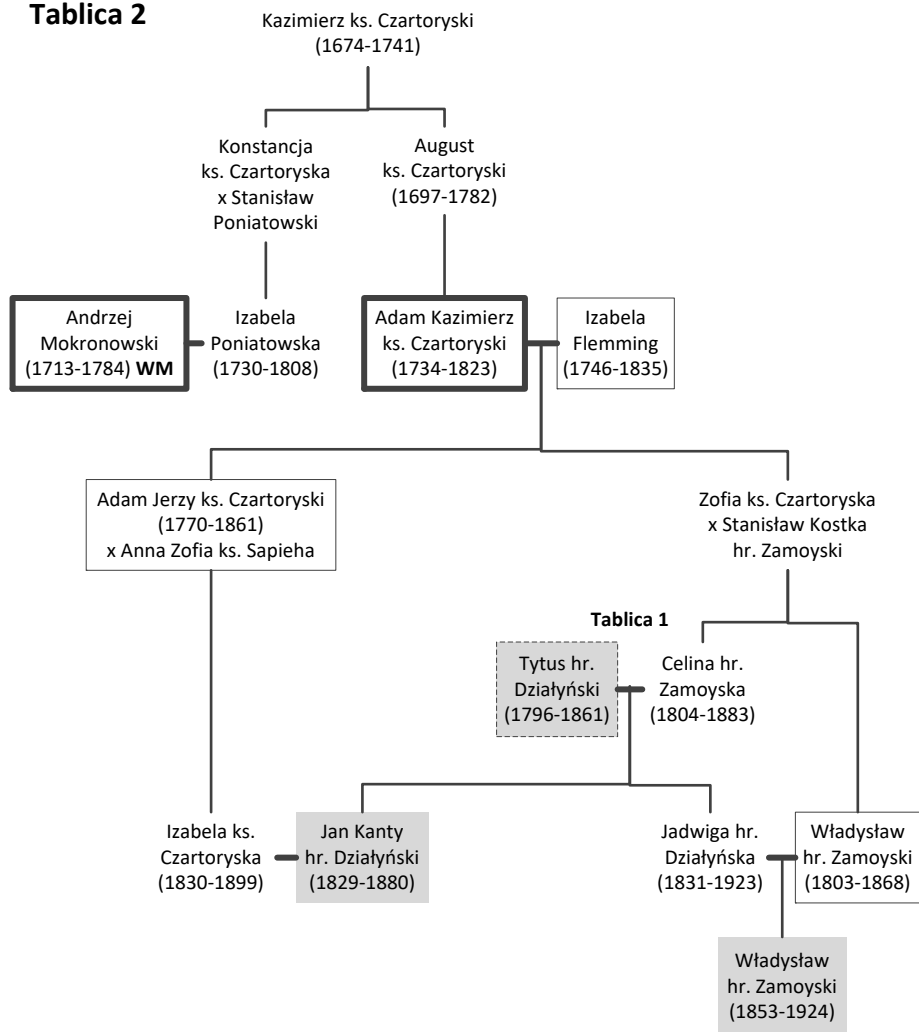 Tablica 2
Kazimierz ks. Czartoryski
(1674-1741)
Konstancja
ks. Czartoryska
x Stanisław
Poniatowski
August
ks. Czartoryski
(1697-1782)
Andrzej
Mokronowski
(1713-1784) WM
Izabela
Poniatowska
(1730-1808)
Adam Kazimierz
ks. Czartoryski
(1734-1823)
Izabela
Flemming
(1746-1835)
Adam Jerzy ks. Czartoryski
(1770-1861)
x Anna Zofia ks. Sapieha
Zofia ks. Czartoryska
x Stanisław Kostka
hr. Zamoyski
Tablica 1
Tytus hr.
Działyński
(1796-1861)
Celina hr.
Zamoyska
(1804-1883)
Izabela ks.
Czartoryska
(1830-1899)
Jan Kanty
hr. Działyński
(1829-1880)
Jadwiga hr.
Działyńska
(1831-1923)
Władysław
hr. Zamoyski
(1803-1868)
Władysław
hr. Zamoyski
(1853-1924)